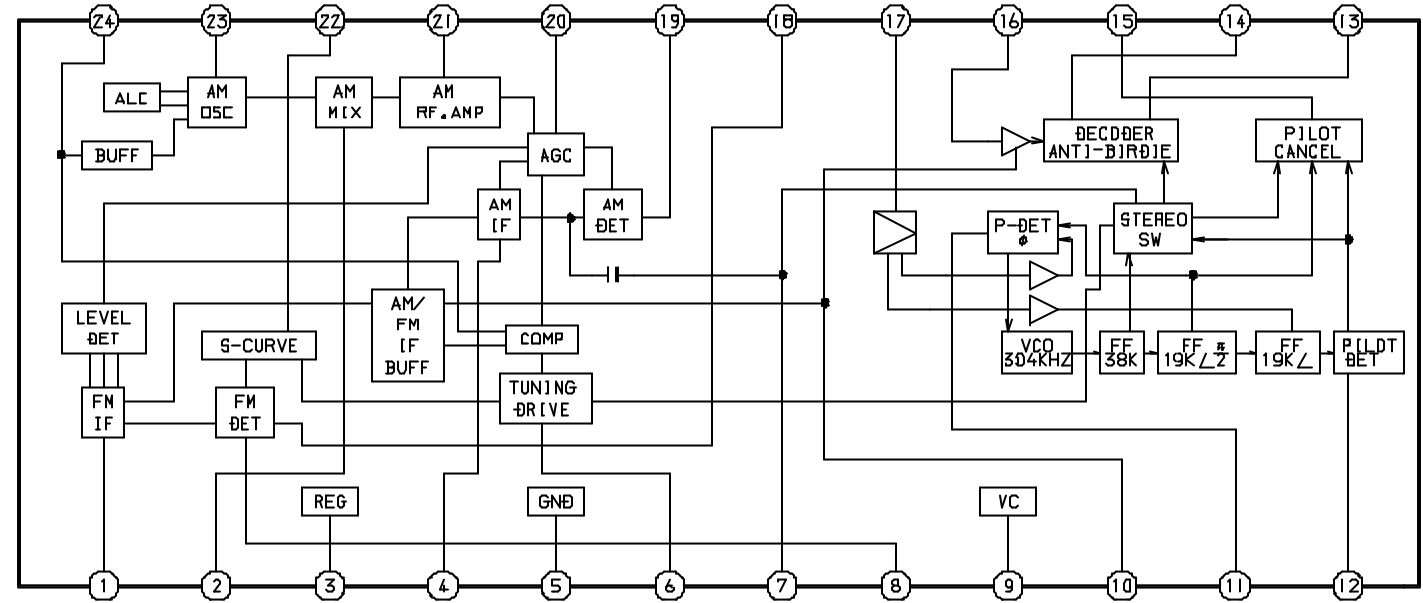 24 23 22 21 20 19 18 17 16 15 14 13
ALC
AM
OSC
AM
MIX
AM
RF.AMP
BUFF
AGC
DECDDER
ANTI-BIRDIE
PILOT
CANCEL
AM
IF
AM
DET
P-DET
ø
STEREO
SW
LEVEL
DET
S-CURVE
AM/
FM
IF
BUFF
COMP
VCO
304KHZ
FF
38K
FF π
19K∠2
FF
19K∠
PILDT
DET
FM
IF
FM
DET
TUNING
DRIVE
REG
GND
VC
1 2 3 4 5 6 7 8 9 10 11 12